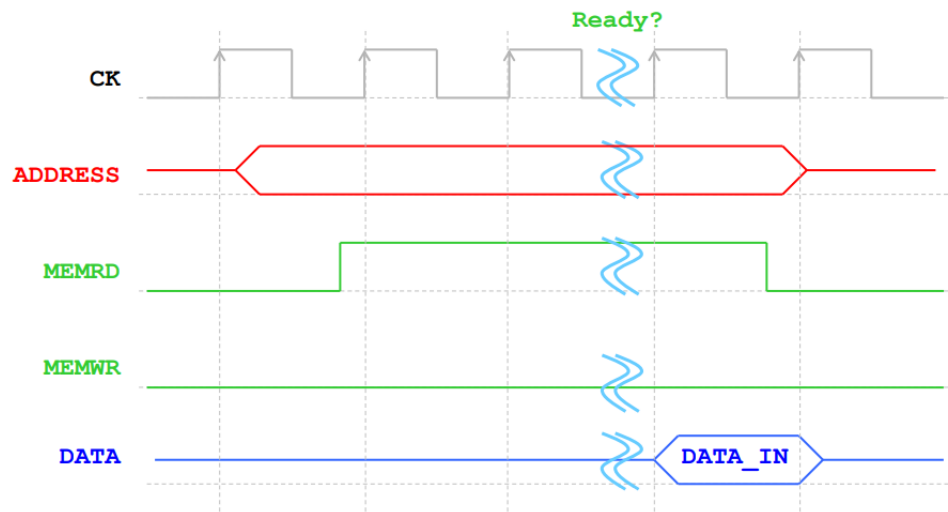 Ready?
CK
ADDRESS
MEMRD
MEMWR
DATA
DATA_IN